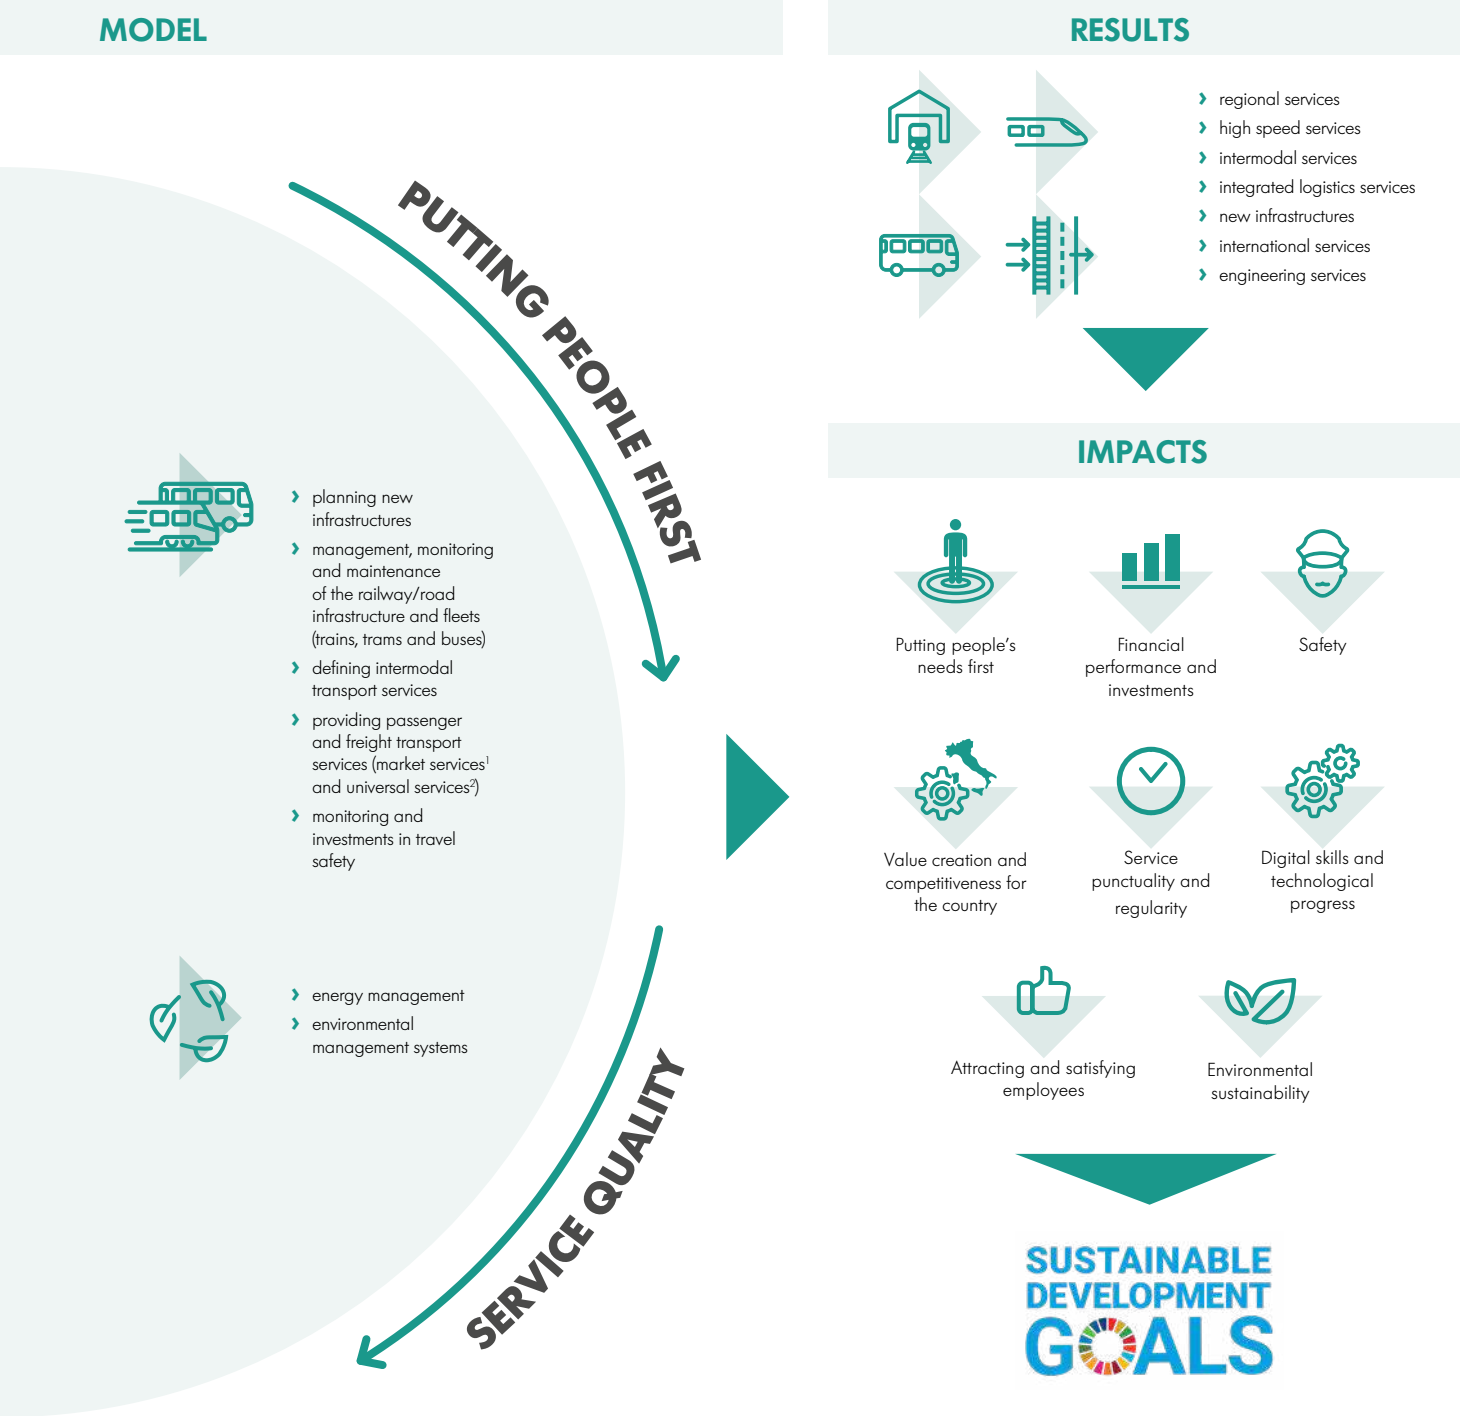 MODEL
PUTTING PEOPLE FIRST
planning new
infrastructures
management, monitoring
and maintenance
of the railway/road
infrastructure and fleets
(trains, trams and buses)
defining intermodal
transport services
providing passenger
and freight transport
services (market services¹
and universal services²)
monitoring and
investments in travel
safety
energy management
environmental
management systems
SERVICE QUALITY
RESULTS
regional services
high speed services
intermodal services
integrated logistics services
new infrastructures
international services
engineering services
IMPACTS
Putting people's
needs first
Financial
performance and
investments
Safety
Value creation and
competitiveness for
the country
Service
punctuality and
regularity
Digital skills and
technological
progress
Attracting and satisfying
employees
Environmental
sustainability
SUSTAINABLE
DEVELOPMENT
GOALS